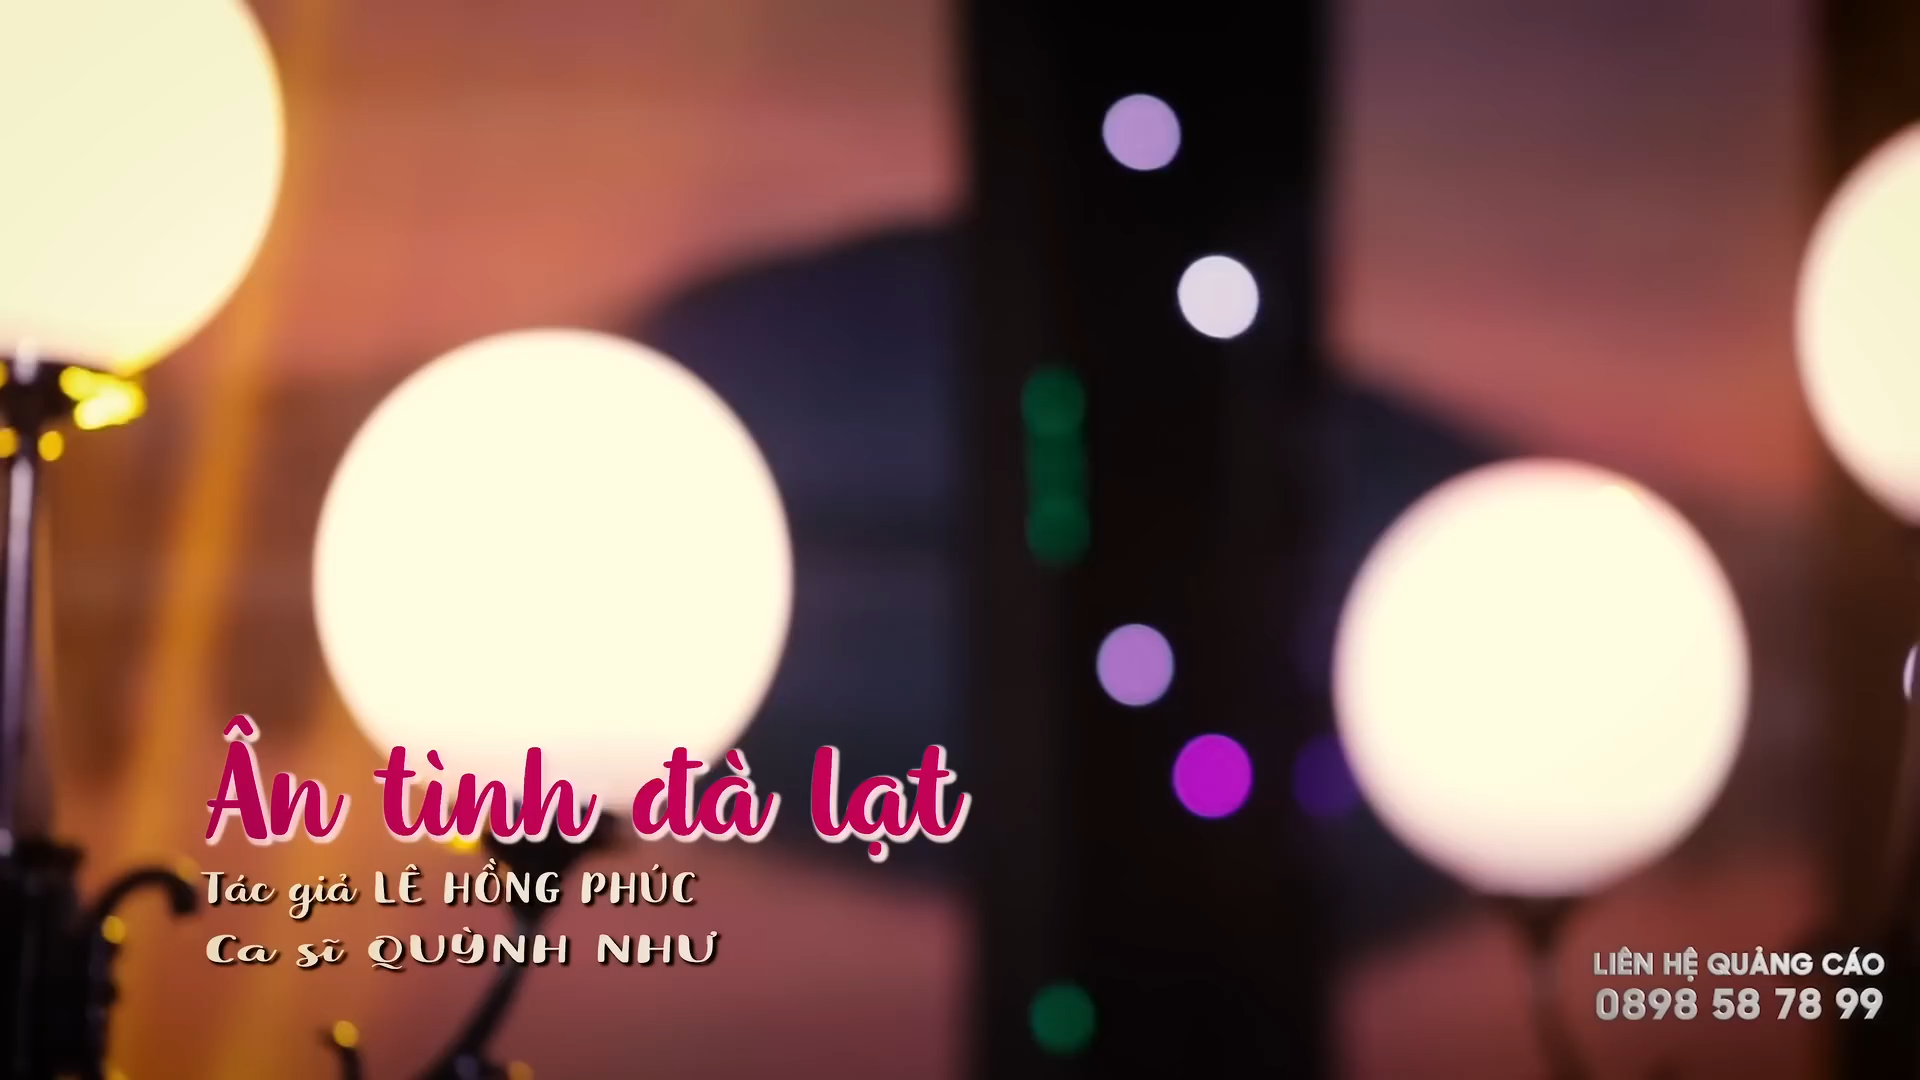 Ân tình đà lạt
Tác giả LÊ HỒNG PHÚC
Ca sĩ QUỲNH NHƯ
LIÊN HỆ QUẢNG CÁO
0898 58 78 99